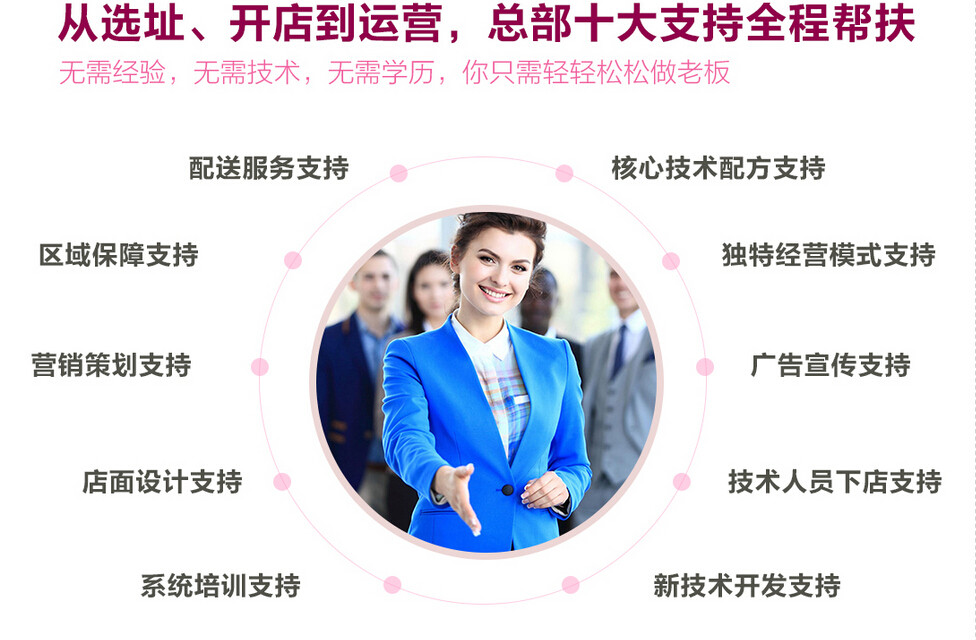 从选址、开店到运营，总部十大支持全程帮扶
无需经验，无需技术，无需学历，你只需轻轻松松做老板
配送服务支持
核心技术配方支持
区域保障支持
独特经营模式支持
营销策划支持
广告宣传支持
店面设计支持
技术人员下店支持
系统培训支持
新技术开发支持